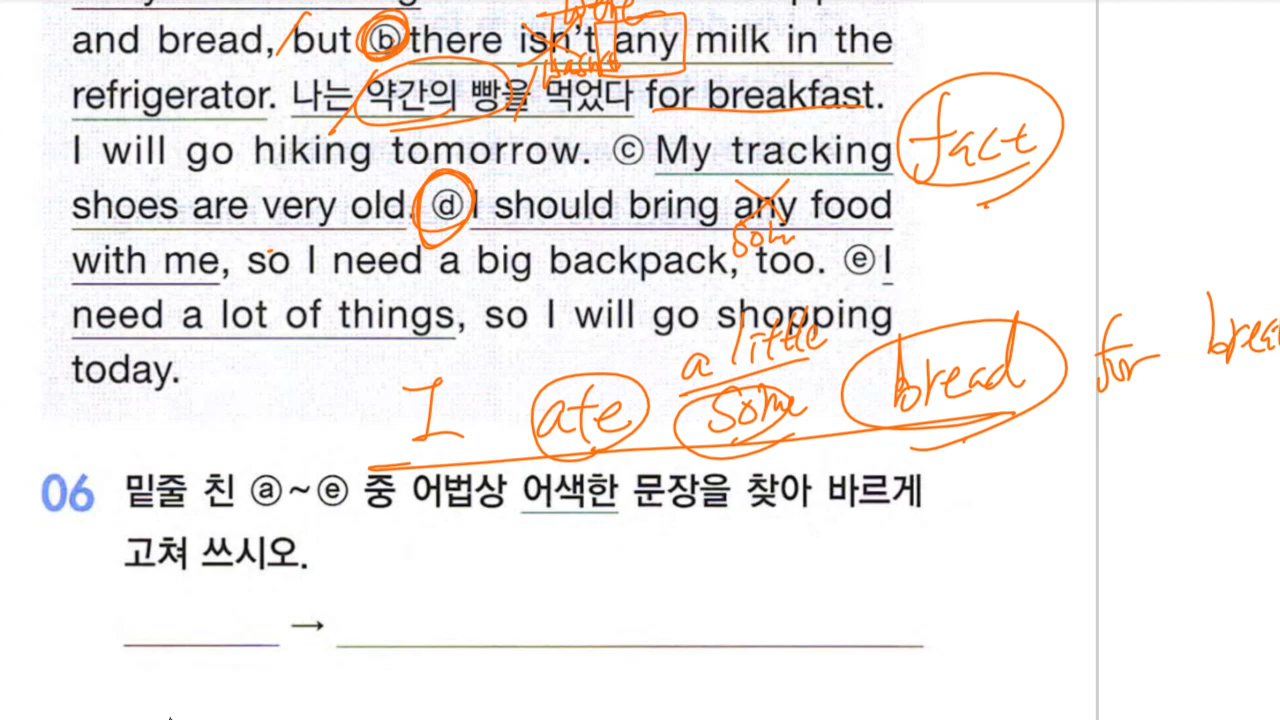 and bread, but ⓑ there isn't any milk in the
refrigerator. 나는 약간의 빵을 먹었다 for breakfast.
fact
I will go hiking tomorrow. ⓒ My tracking
shoes are very old. ⓓ I should bring any food
with me, so I need a big backpack, too. ⓔ I
need a lot of things, so I will go shopping
today.
a little
I ate some bread for
06 밑줄 친 ⓐ~ⓔ 중 어법상 어색한 문장을 찾아 바르게
고쳐 쓰시오.
→